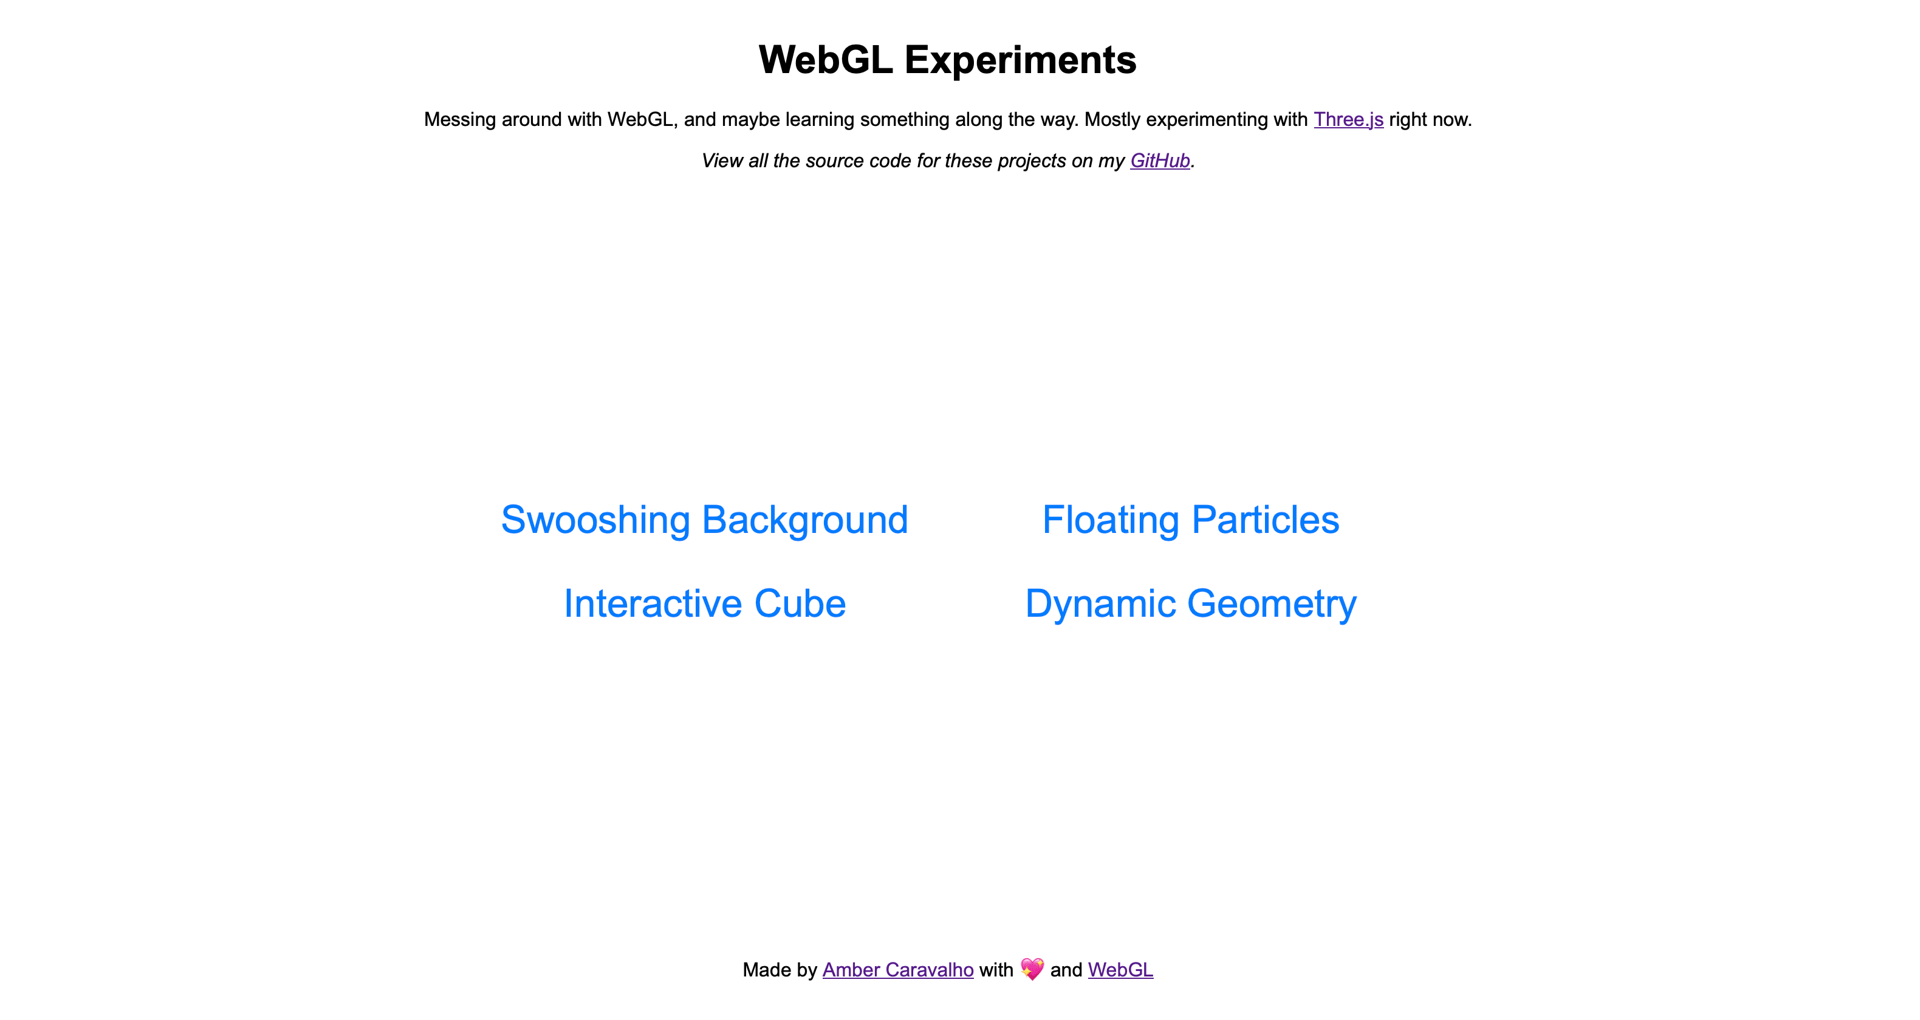 WebGL Experiments
Messing around with WebGL, and maybe learning something along the way. Mostly experimenting with Three.js right now.
View all the source code for these projects on my GitHub.
Swooshing Background
Floating Particles
Interactive Cube
Dynamic Geometry
Made by Amber Caravalho with 💖 and WebGL